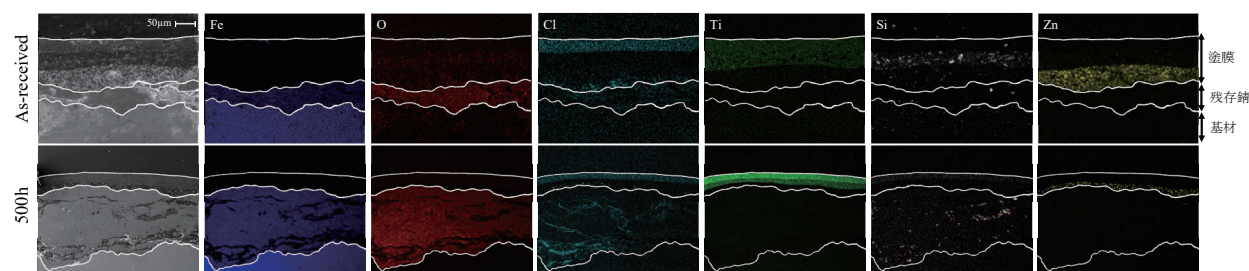 50μm
Fe
O
Cl
Ti
Si
Zn
As-received
塗膜
残存錆
基材
500h